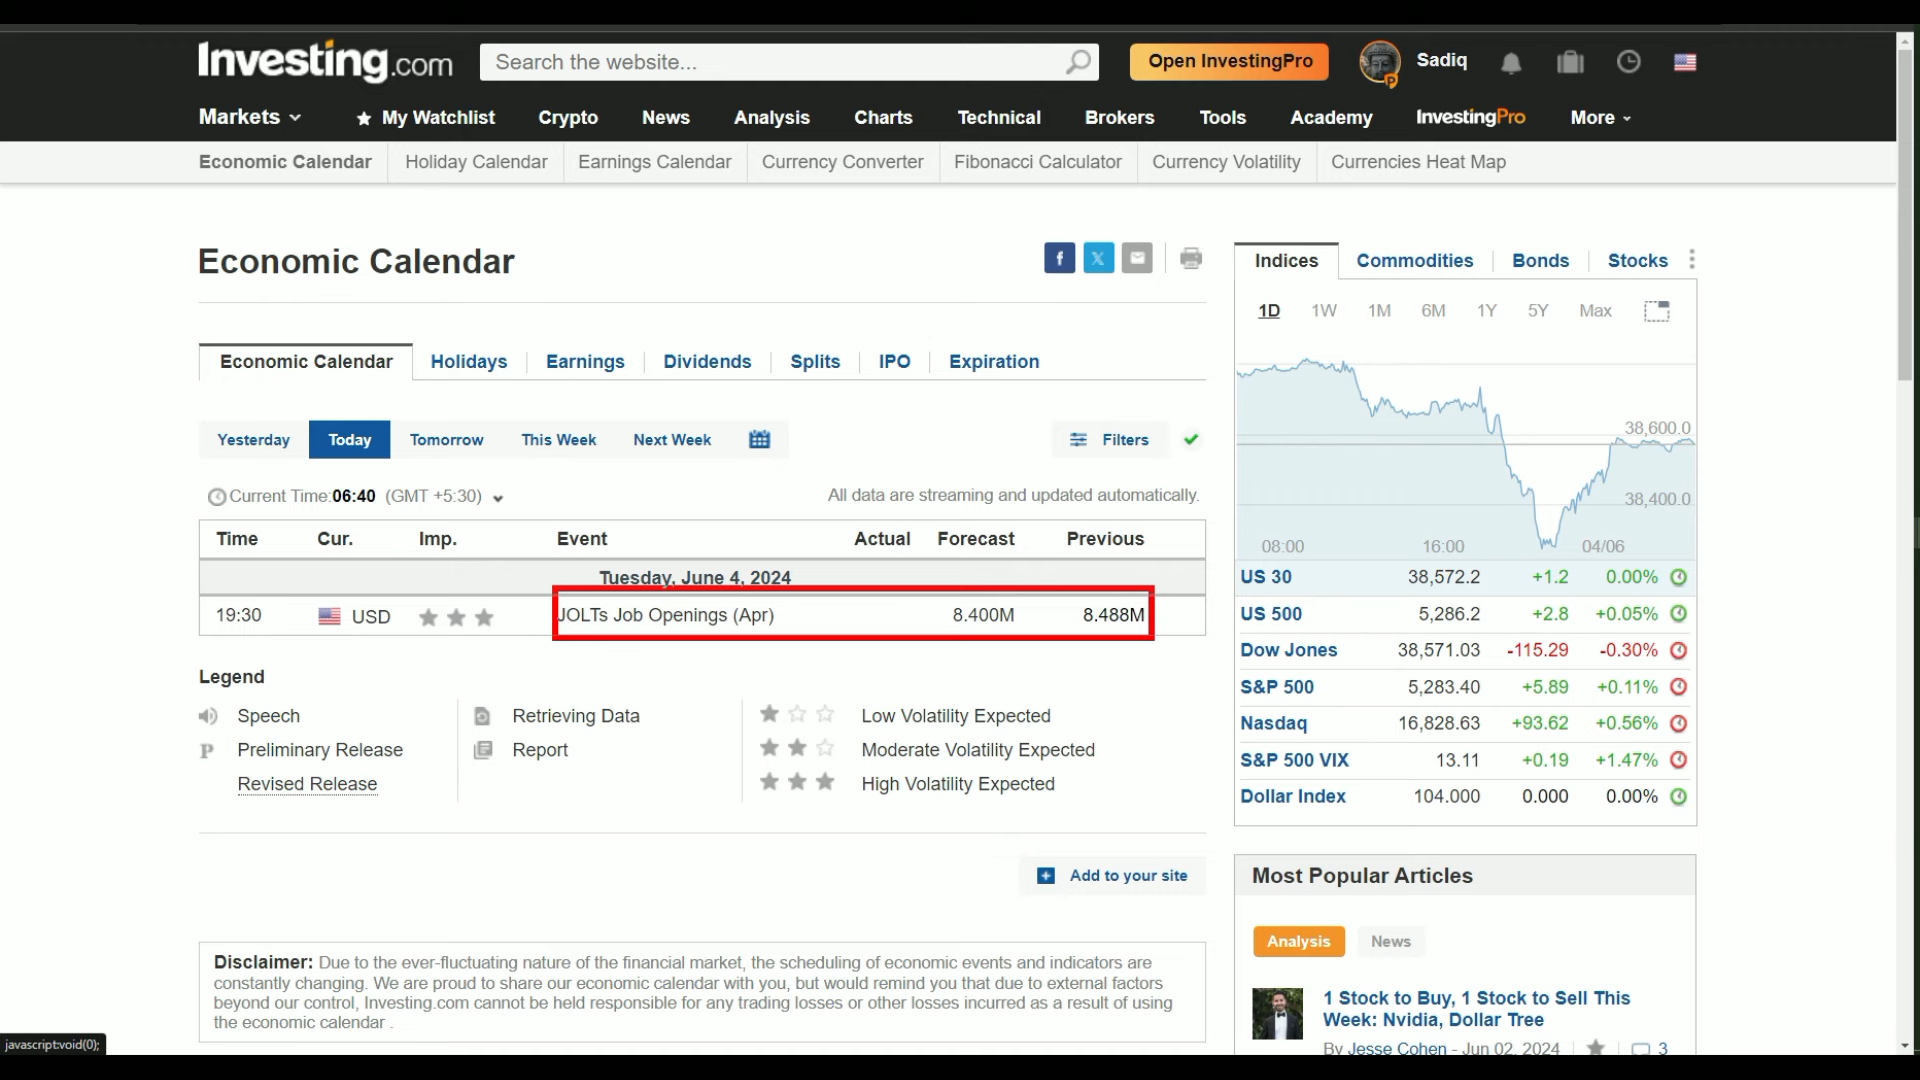 Investing.com
Search the website...
Open InvestingPro
Sadiq
Markets
My Watchlist
Crypto
News
Analysis
Charts
Technical
Brokers
Tools
Academy
InvestingPro
More
Economic Calendar
Holiday Calendar
Earnings Calendar
Currency Converter
Fibonacci Calculator
Currency Volatility
Currencies Heat Map
Economic Calendar
Economic Calendar
Holidays
Earnings
Dividends
Splits
IPO
Expiration
Yesterday
Today
Tomorrow
This Week
Next Week
Filters
Current Time:06:40 (GMT +5:30)
All data are streaming and updated automatically.
Time Cur. Imp. Event Actual Forecast Previous
Tuesday, June 4, 2024
19:30 USD JOLTs Job Openings (Apr) 8.400M 8.488M
Legend
Speech
Preliminary Release
Revised Release
Retrieving Data
Report
Low Volatility Expected
Moderate Volatility Expected
High Volatility Expected
Add to your site
Disclaimer: Due to the ever-fluctuating nature of the financial market, the scheduling of economic events and indicators are
constantly changing. We are proud to share our economic calendar with you, but would remind you that due to external factors
beyond our control, Investing.com cannot be held responsible for any trading losses or other losses incurred as a result of using
the economic calendar .
javascript:void(0);
Indices
Commodities
Bonds
Stocks
1D 1W 1M 6M 1Y 5Y Max
38,600.0
38,400.0
08:00 16:00 04/06
US 30 38,572.2 +1.2 0.00%
US 500 5,286.2 +2.8 +0.05%
Dow Jones 38,571.03 -115.29 -0.30%
S&P 500 5,283.40 +5.89 +0.11%
Nasdaq 16,828.63 +93.62 +0.56%
S&P 500 VIX 13.11 +0.19 +1.47%
Dollar Index 104.000 0.000 0.00%
Most Popular Articles
Analysis
News
1 Stock to Buy, 1 Stock to Sell This
Week: Nvidia, Dollar Tree
By Jesse Cohen - Jun 02, 2024 3